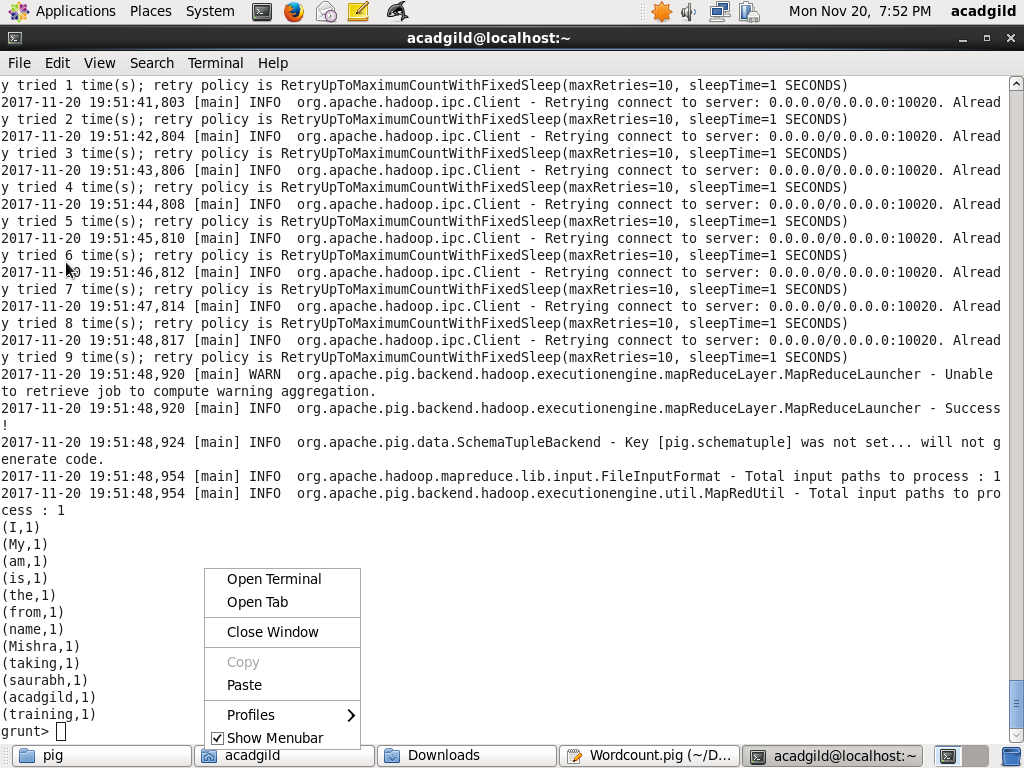 Applications Places System Mon Nov 20, 7:52 PM acadgild
acadgild@localhost:~
File Edit View Search Terminal Help
y tried 1 time(s); retry policy is RetryUpToMaximumCountWithFixedSleep(maxRetries=10, sleepTime=1 SECONDS)
2017-11-20 19:51:41,803 [main] INFO  org.apache.hadoop.ipc.Client - Retrying connect to server: 0.0.0.0/0.0.0.0:10020. Alread
y tried 2 time(s); retry policy is RetryUpToMaximumCountWithFixedSleep(maxRetries=10, sleepTime=1 SECONDS)
2017-11-20 19:51:42,804 [main] INFO  org.apache.hadoop.ipc.Client - Retrying connect to server: 0.0.0.0/0.0.0.0:10020. Alread
y tried 3 time(s); retry policy is RetryUpToMaximumCountWithFixedSleep(maxRetries=10, sleepTime=1 SECONDS)
2017-11-20 19:51:43,806 [main] INFO  org.apache.hadoop.ipc.Client - Retrying connect to server: 0.0.0.0/0.0.0.0:10020. Alread
y tried 4 time(s); retry policy is RetryUpToMaximumCountWithFixedSleep(maxRetries=10, sleepTime=1 SECONDS)
2017-11-20 19:51:44,808 [main] INFO  org.apache.hadoop.ipc.Client - Retrying connect to server: 0.0.0.0/0.0.0.0:10020. Alread
y tried 5 time(s); retry policy is RetryUpToMaximumCountWithFixedSleep(maxRetries=10, sleepTime=1 SECONDS)
2017-11-20 19:51:45,810 [main] INFO  org.apache.hadoop.ipc.Client - Retrying connect to server: 0.0.0.0/0.0.0.0:10020. Alread
y tried 6 time(s); retry policy is RetryUpToMaximumCountWithFixedSleep(maxRetries=10, sleepTime=1 SECONDS)
2017-11-20 19:51:46,812 [main] INFO  org.apache.hadoop.ipc.Client - Retrying connect to server: 0.0.0.0/0.0.0.0:10020. Alread
y tried 7 time(s); retry policy is RetryUpToMaximumCountWithFixedSleep(maxRetries=10, sleepTime=1 SECONDS)
2017-11-20 19:51:47,814 [main] INFO  org.apache.hadoop.ipc.Client - Retrying connect to server: 0.0.0.0/0.0.0.0:10020. Alread
y tried 8 time(s); retry policy is RetryUpToMaximumCountWithFixedSleep(maxRetries=10, sleepTime=1 SECONDS)
2017-11-20 19:51:48,817 [main] INFO  org.apache.hadoop.ipc.Client - Retrying connect to server: 0.0.0.0/0.0.0.0:10020. Alread
y tried 9 time(s); retry policy is RetryUpToMaximumCountWithFixedSleep(maxRetries=10, sleepTime=1 SECONDS)
2017-11-20 19:51:48,920 [main] WARN  org.apache.pig.backend.hadoop.executionengine.mapReduceLayer.MapReduceLauncher - Unable
to retrieve job to compute warning aggregation.
2017-11-20 19:51:48,920 [main] INFO  org.apache.pig.backend.hadoop.executionengine.mapReduceLayer.MapReduceLauncher - Success
!
2017-11-20 19:51:48,924 [main] INFO  org.apache.pig.data.SchemaTupleBackend - Key [pig.schematuple] was not set... will not g
enerate code.
2017-11-20 19:51:48,954 [main] INFO  org.apache.hadoop.mapreduce.lib.input.FileInputFormat - Total input paths to process : 1
2017-11-20 19:51:48,954 [main] INFO  org.apache.pig.backend.hadoop.executionengine.util.MapRedUtil - Total input paths to pro
cess : 1
(I,1)
(My,1)
(am,1)
(is,1)
(the,1)
(from,1)
(name,1)
(Mishra,1)
(taking,1)
(saurabh,1)
(acadgild,1)
(training,1)
grunt>
Open Terminal
Open Tab
Close Window
Copy
Paste
Profiles
Show Menubar
pig acadgild Downloads Wordcount.pig (~/D... acadgild@localhost:~